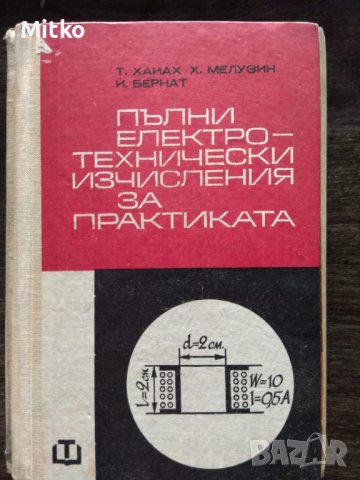 Mitko
Т. ХАЙАХ Х. МЕЛУЗИН
Й. БЕРНАТ
ПЪЛНИ
ЕЛЕКТРО-
ТЕХНИЧЕСКИ
ИЗЧИСЛЕНИЯ
ЗА
ПРАКТИКАТА
d=2см.
l=2см.
W=10
I=0,5A
Т
BAZAR